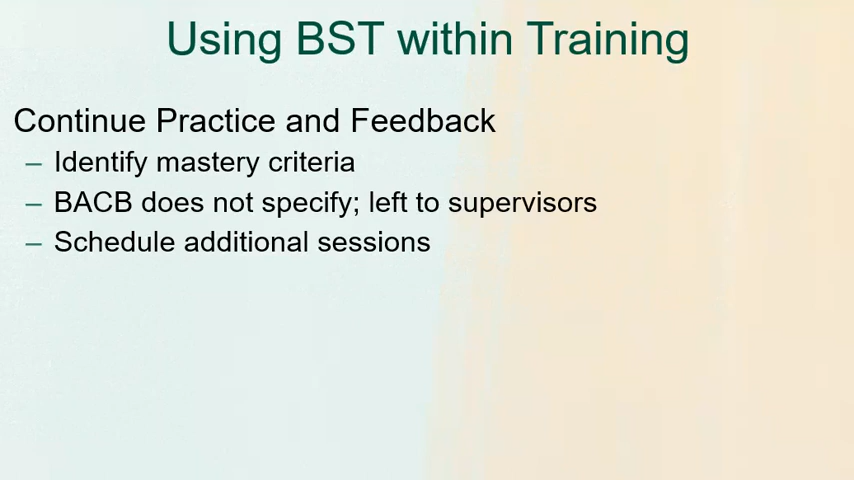 Using BST within Training
Continue Practice and Feedback
– Identify mastery criteria
– BACB does not specify; left to supervisors
– Schedule additional sessions